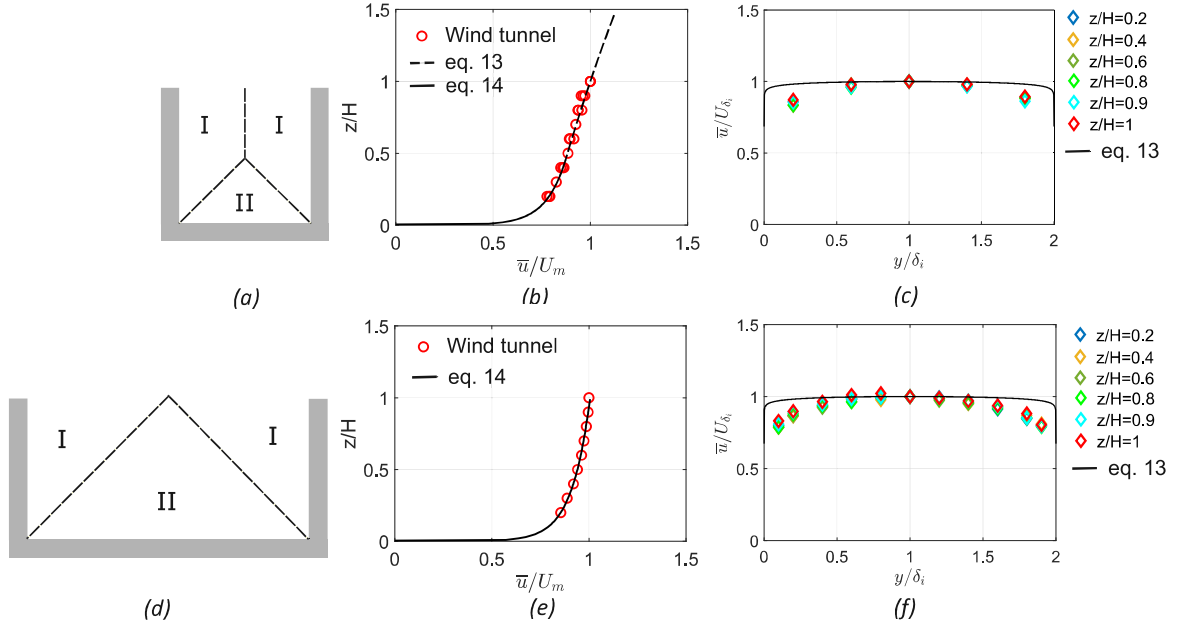 I
I
II
(a)
1.5
1
0.5
0
z/H
Wind tunnel
eq. 13
eq. 14
0
0.5
1
1.5
u̅/U_m
(b)
1.5
1
0.5
0
u̅/U_{δ_i}
0
0.5
1
1.5
2
y/δ_i
(c)
z/H=0.2
z/H=0.4
z/H=0.6
z/H=0.8
z/H=0.9
z/H=1
eq. 13
I
I
II
(d)
1.5
1
0.5
0
z/H
Wind tunnel
eq. 14
0
0.5
1
1.5
u̅/U_m
(e)
1.5
1
0.5
0
u̅/U_{δ_i}
0
0.5
1
1.5
2
y/δ_i
(f)
z/H=0.2
z/H=0.4
z/H=0.6
z/H=0.8
z/H=0.9
z/H=1
eq. 13